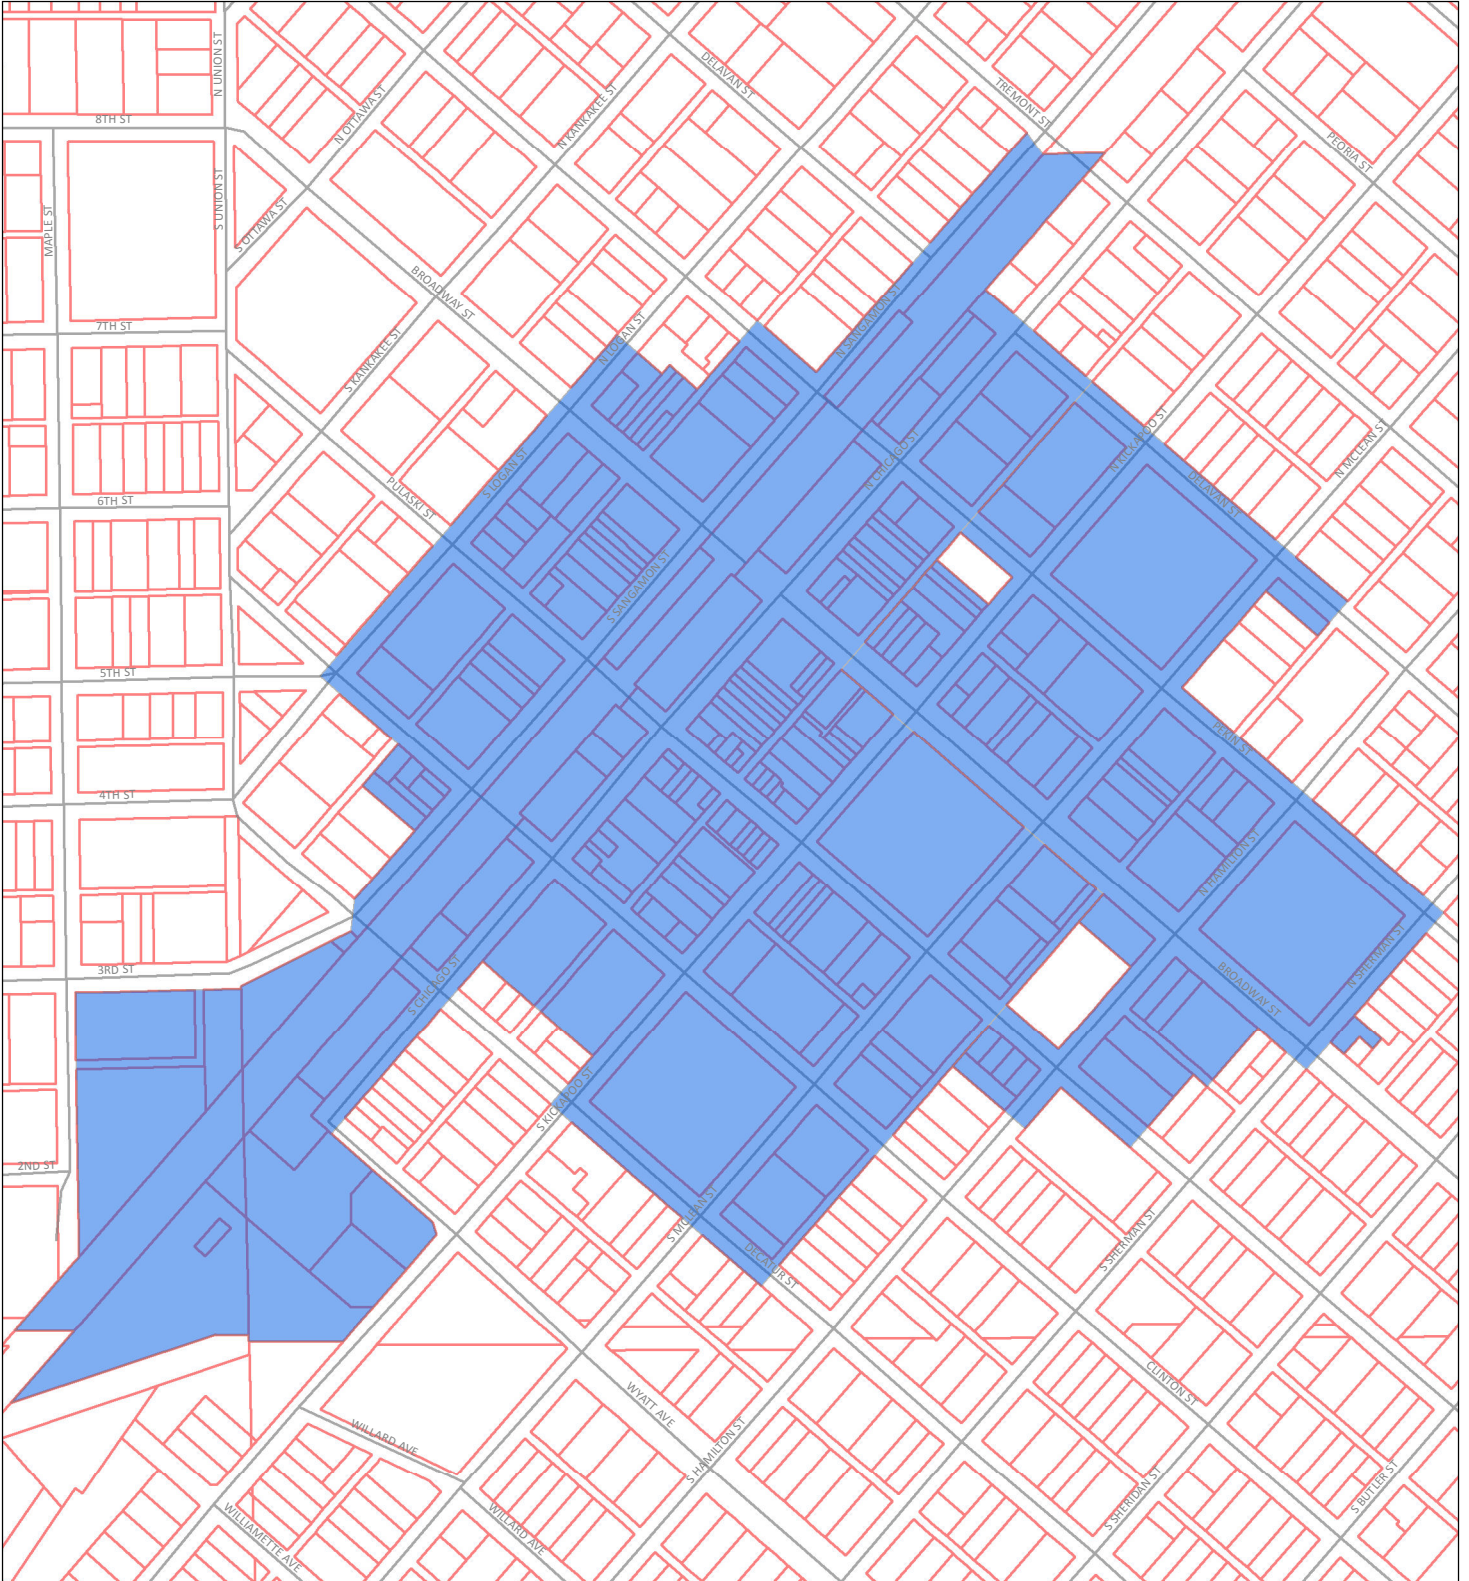 N UNION ST
DELAVAN ST
TREMONT ST
N OTTAWA ST
N KANKAKEE ST
8TH ST
PEORIA ST
S UNION ST
MAPLE ST
S OTTAWA ST
BROADWAY ST
7TH ST
N LOGAN ST
N SANGAMON ST
S KANKAKEE ST
N KICKAPOO ST
N CHICAGO ST
N MCLEAN ST
S LOGAN ST
PULASKI ST
DELAVAN ST
6TH ST
S SANGAMON ST
5TH ST
PEKIN ST
4TH ST
N HAMILTON ST
3RD ST
S CHICAGO ST
BROADWAY ST
N SHERMAN ST
S KICKAPOO ST
2ND ST
S MCLEAN ST
S SHERMAN ST
DECATUR ST
CLINTON ST
WYATT AVE
WILLARD AVE
S HAMILTON ST
S SHERIDAN ST
S BUTLER ST
WILLIAMETTE AVE
WILLARD AVE